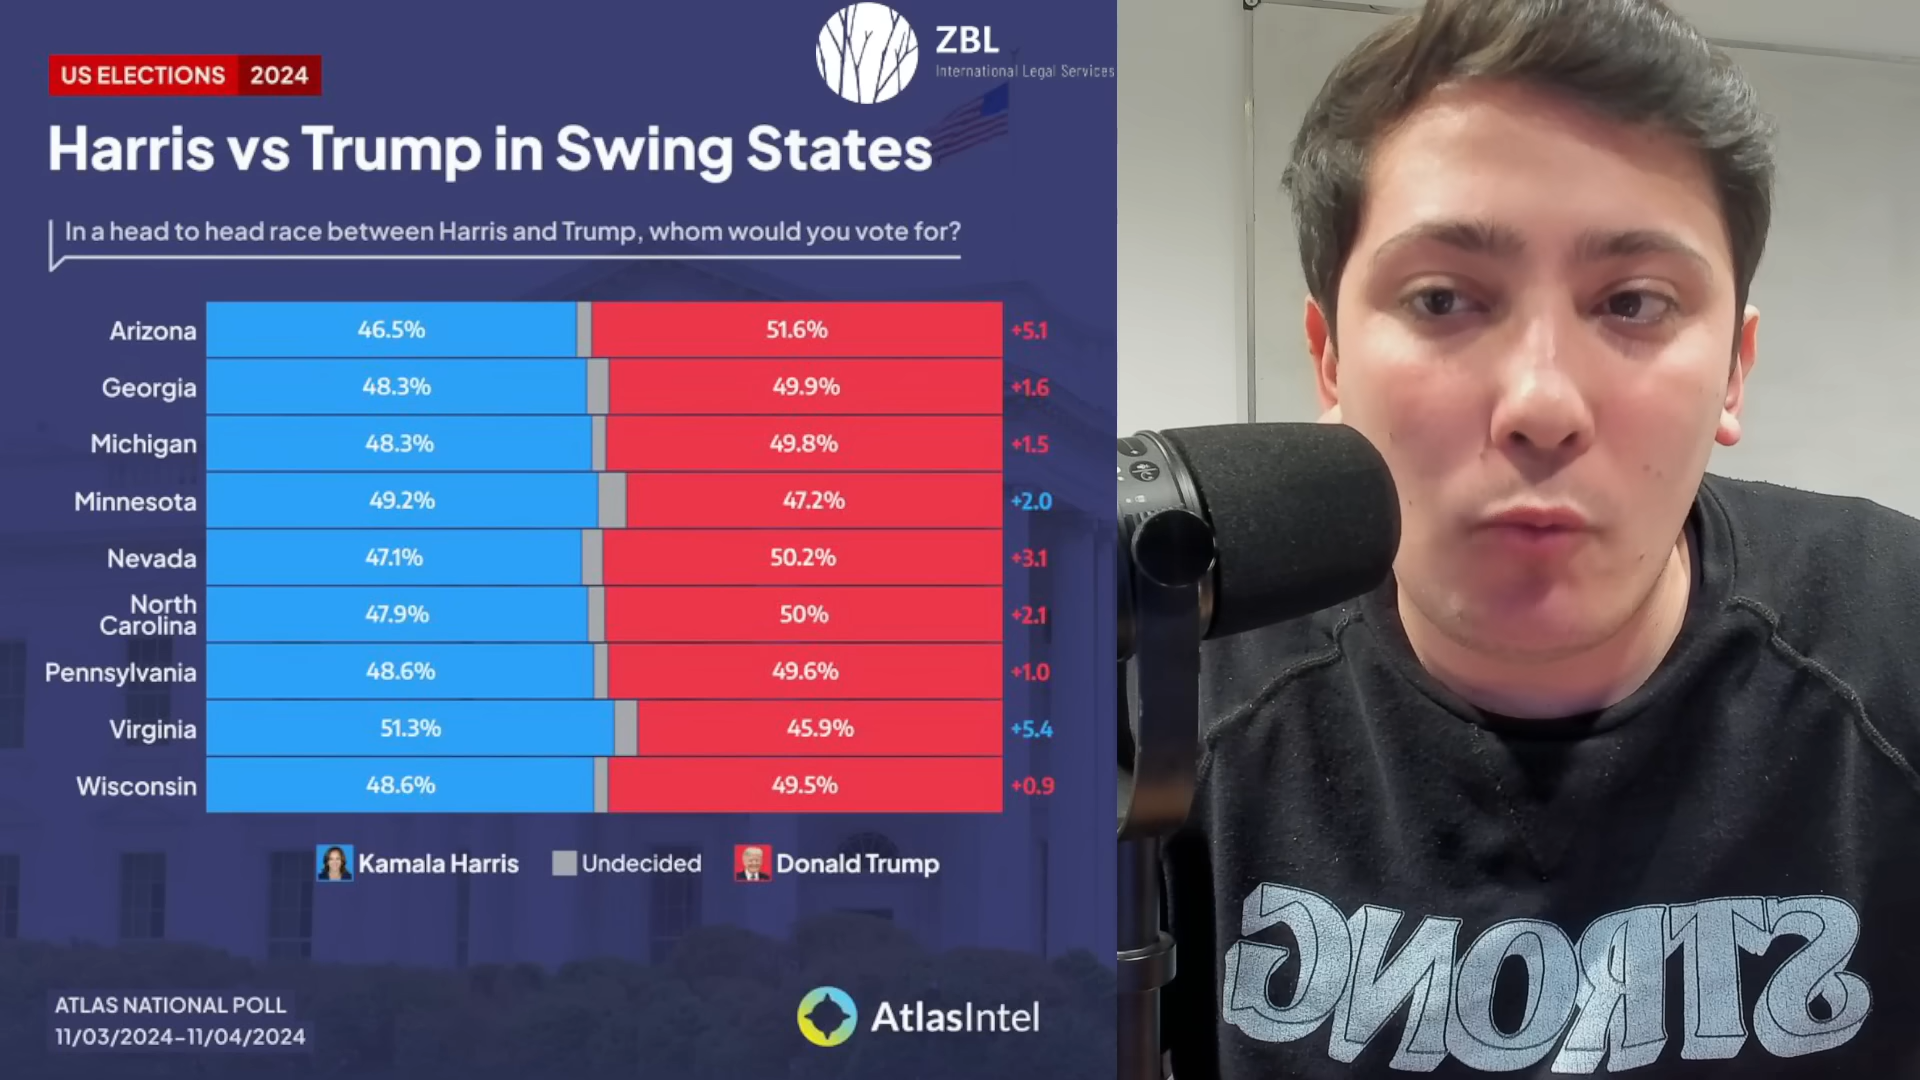 ZBL
International Legal Services
US ELECTIONS 2024
Harris vs Trump in Swing States
In a head to head race between Harris and Trump, whom would you vote for?
Arizona 46.5% 51.6% +5.1
Georgia 48.3% 49.9% +1.6
Michigan 48.3% 49.8% +1.5
Minnesota 49.2% 47.2% +2.0
Nevada 47.1% 50.2% +3.1
North
Carolina 47.9% 50% +2.1
Pennsylvania 48.6% 49.6% +1.0
Virginia 51.3% 45.9% +5.4
Wisconsin 48.6% 49.5% +0.9
Kamala Harris Undecided Donald Trump
ATLAS NATIONAL POLL
11/03/2024-11/04/2024
AtlasIntel
STRONG